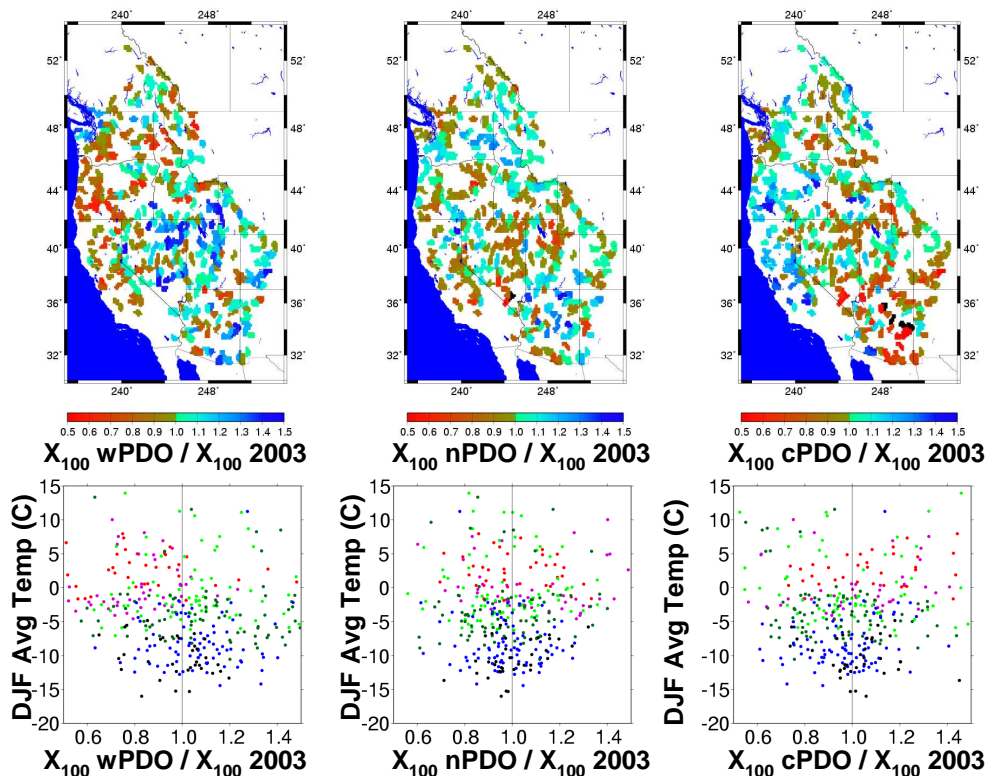 240˚ 248˚ 240˚ 248˚ 240˚ 248˚
52˚ 52˚ 52˚ 52˚ 52˚ 52˚
48˚ 48˚ 48˚ 48˚ 48˚ 48˚
44˚ 44˚ 44˚ 44˚ 44˚ 44˚
40˚ 40˚ 40˚ 40˚ 40˚ 40˚
36˚ 36˚ 36˚ 36˚ 36˚ 36˚
32˚ 32˚ 32˚ 32˚ 32˚ 32˚
240˚ 248˚ 240˚ 248˚ 240˚ 248˚
0.5 0.6 0.7 0.8 0.9 1.0 1.1 1.2 1.3 1.4 1.5 0.5 0.6 0.7 0.8 0.9 1.0 1.1 1.2 1.3 1.4 1.5 0.5 0.6 0.7 0.8 0.9 1.0 1.1 1.2 1.3 1.4 1.5
X100 wPDO / X100 2003 X100 nPDO / X100 2003 X100 cPDO / X100 2003
DJF Avg Temp (C) DJF Avg Temp (C) DJF Avg Temp (C)
15 15 15
10 10 10
5 5 5
0 0 0
-5 -5 -5
-10 -10 -10
-15 -15 -15
-20 -20 -20
0.6 0.8 1.0 1.2 1.4 0.6 0.8 1.0 1.2 1.4 0.6 0.8 1.0 1.2 1.4
X100 wPDO / X100 2003 X100 nPDO / X100 2003 X100 cPDO / X100 2003